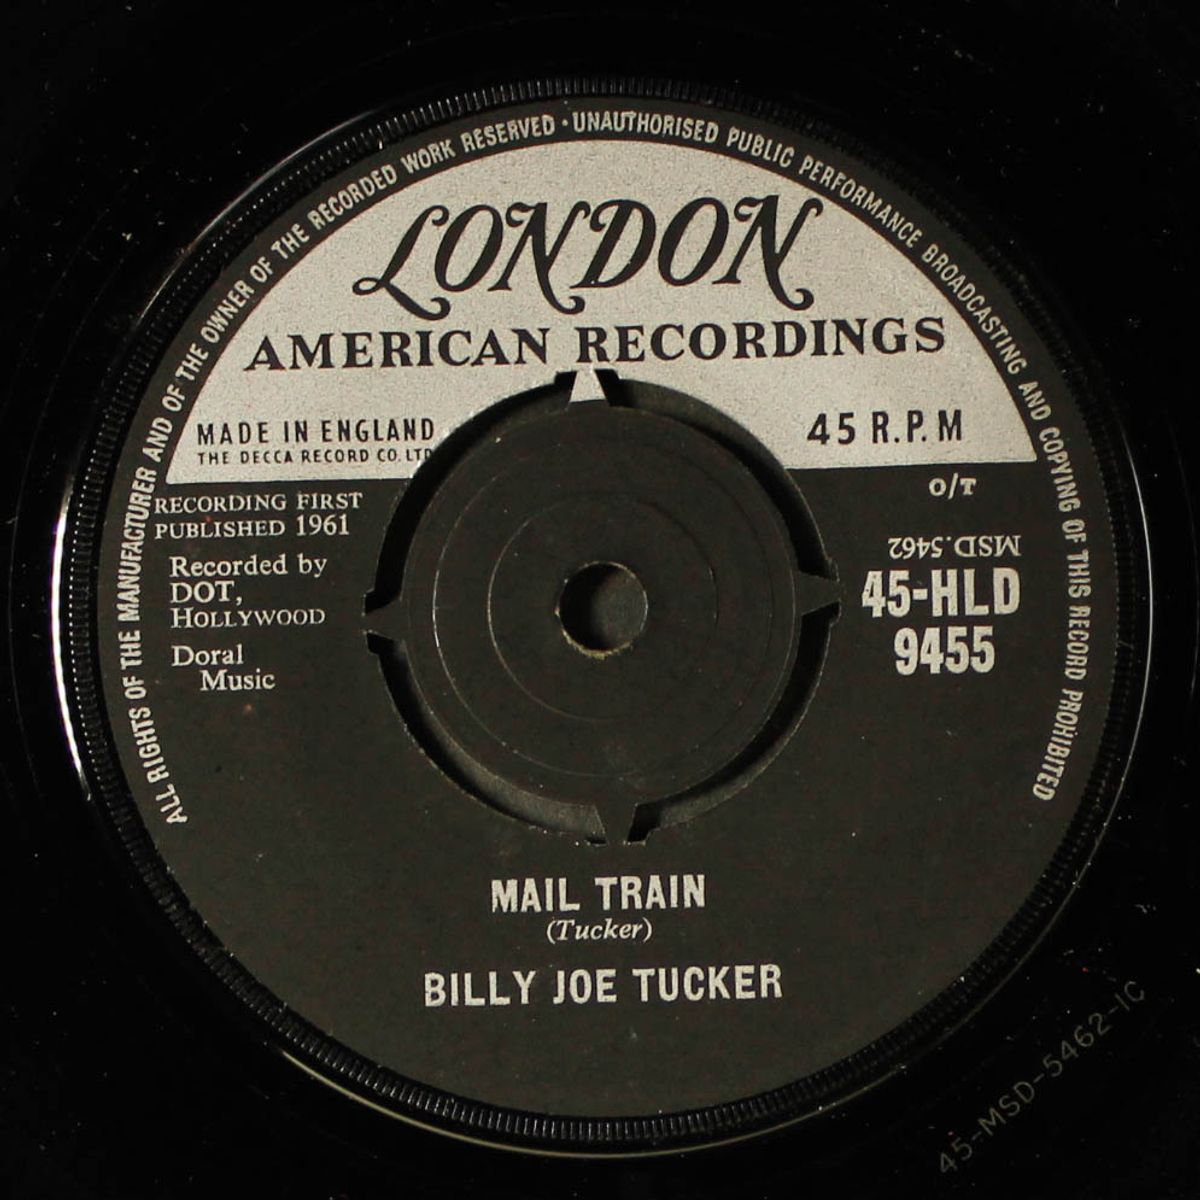 ALL RIGHTS OF THE MANUFACTURER AND OF THE OWNER OF THE RECORDED WORK RESERVED · UNAUTHORISED PUBLIC PERFORMANCE BROADCASTING AND COPYING OF THIS RECORD PROHIBITED
LONDON
AMERICAN RECORDINGS
MADE IN ENGLAND
THE DECCA RECORD CO. LTD
45 R.P.M
RECORDING FIRST
PUBLISHED 1961
Recorded by
DOT,
HOLLYWOOD
Doral
Music
O/T
MSD.5462
45-HLD
9455
MAIL TRAIN
(Tucker)
BILLY JOE TUCKER
45-MSD-5462-1C